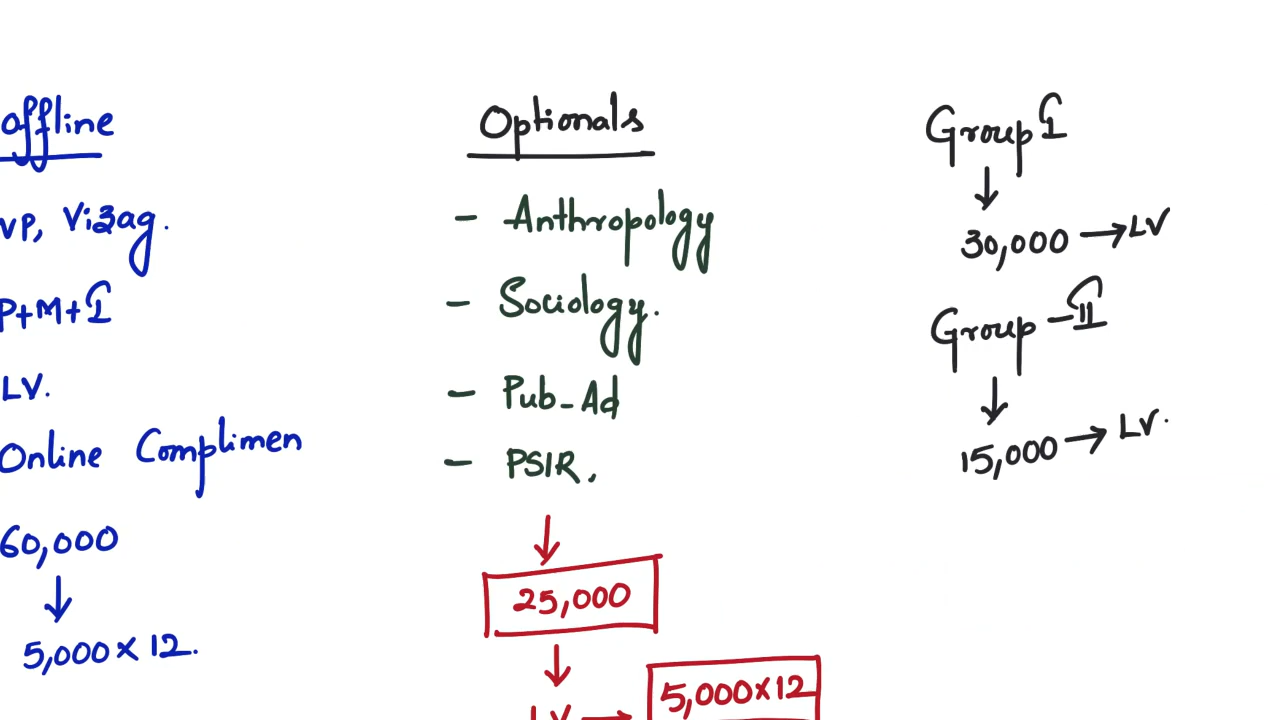 offline
VP, Vizag.
P+M+I
LV.
Online Complimen
60,000
↓
5,000 × 12.
Optionals
- Anthropology
- Sociology.
- Pub-Ad
- PSIR.
↓
25,000
↓
LV → 5,000×12
Group I
↓
30,000 → LV
Group - II
↓
15,000 → LV.